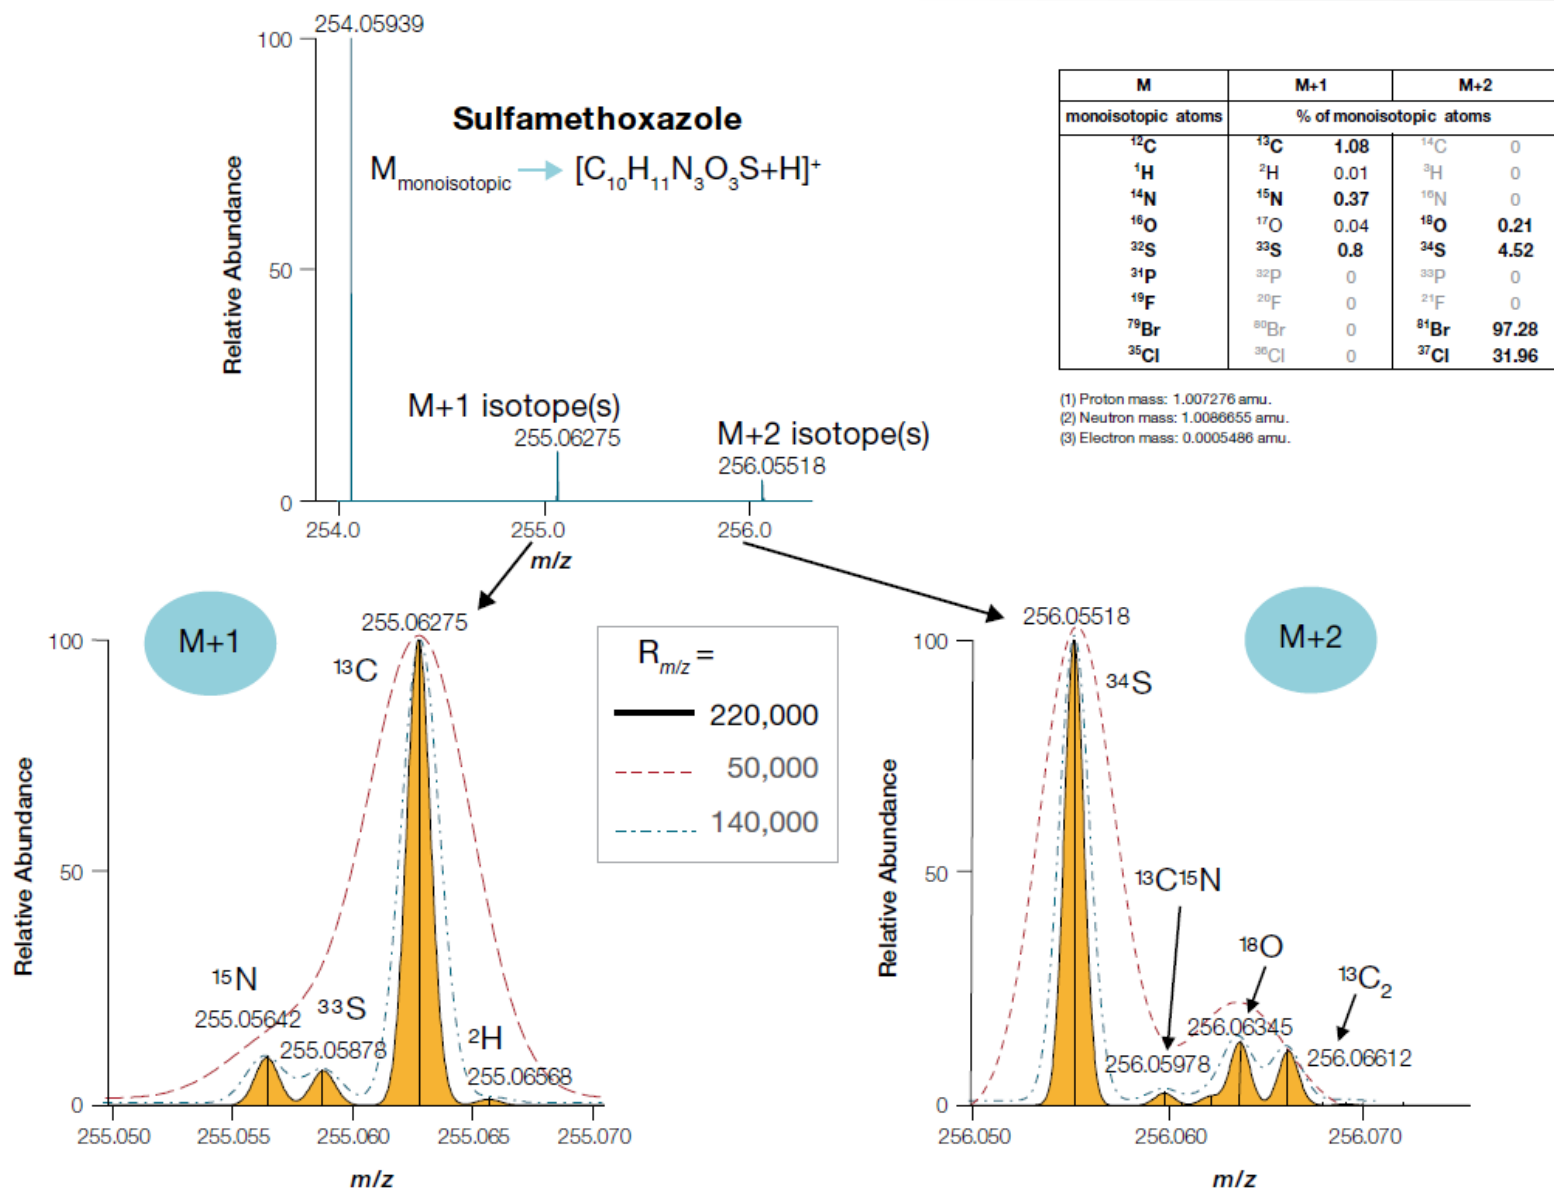 254.05939
100
Sulfamethoxazole
M monoisotopic → [C₁₀H₁₁N₃O₃S+H]⁺
50
0
Relative Abundance
M+1 isotope(s)
255.06275
M+2 isotope(s)
256.05518
254.0 255.0 256.0
m/z
M M+1 M+2
monoisotopic atoms % of monoisotopic atoms
¹²C ¹³C 1.08 ¹⁴C 0
¹H ²H 0.01 ³H 0
¹⁴N ¹⁵N 0.37 ¹⁶N 0
¹⁶O ¹⁷O 0.04 ¹⁸O 0.21
³²S ³³S 0.8 ³⁴S 4.52
³¹P ³²P 0 ³³P 0
¹⁹F ²⁰F 0 ²¹F 0
⁷⁹Br ⁸⁰Br 0 ⁸¹Br 97.28
³⁵Cl ³⁶Cl 0 ³⁷Cl 31.96
(1) Proton mass: 1.007276 amu.
(2) Neutron mass: 1.0086655 amu.
(3) Electron mass: 0.0005486 amu.
M+1
255.06275
100
¹³C
50
0
Relative Abundance
¹⁵N
255.05642
³³S
255.05878
²H
255.06568
255.050 255.055 255.060 255.065 255.070
m/z
R m/z =
220,000
50,000
140,000
M+2
256.05518
100
³⁴S
50
0
Relative Abundance
¹³C¹⁵N
256.05978
¹⁸O
256.06345
¹³C₂
256.06612
256.050 256.060 256.070
m/z